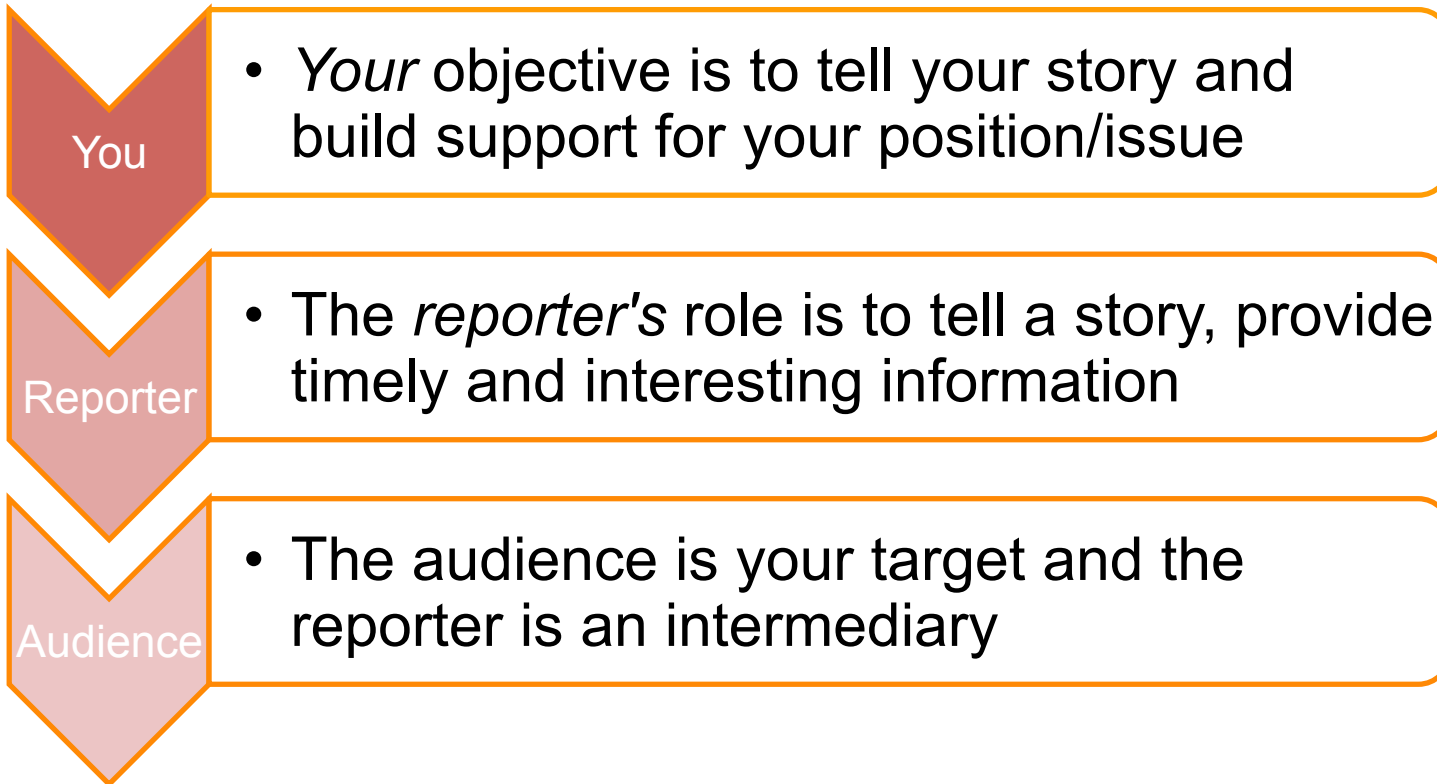 You
• Your objective is to tell your story and
build support for your position/issue
Reporter
• The reporter's role is to tell a story, provide
timely and interesting information
Audience
• The audience is your target and the
reporter is an intermediary